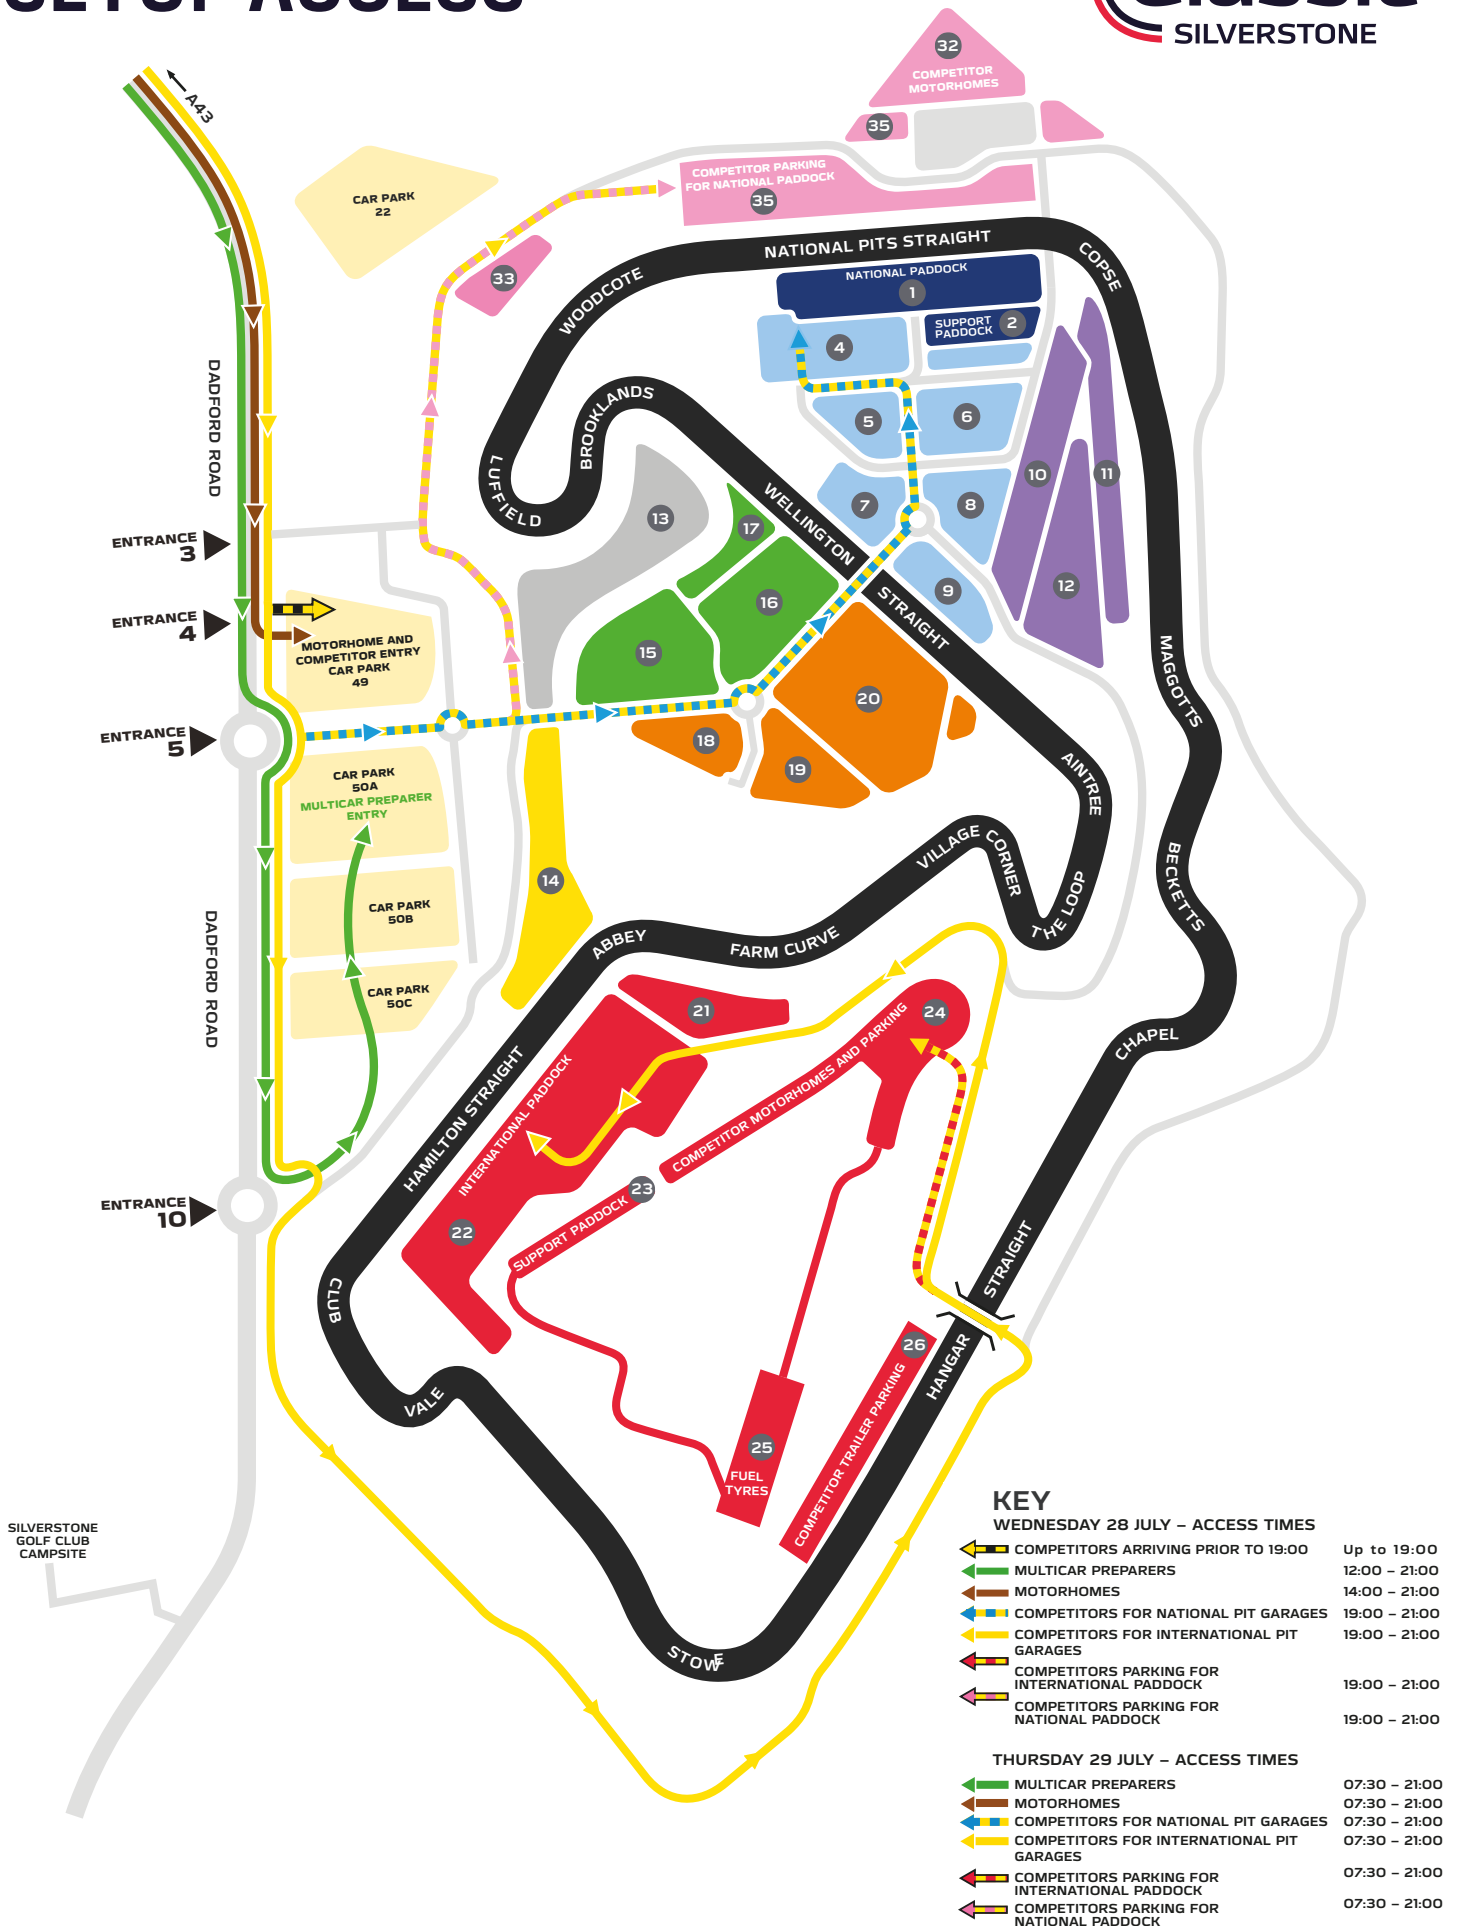 SETUP ACCESS
Classic
SILVERSTONE
A43
32
COMPETITOR
MOTORHOMES
35
COMPETITOR PARKING
FOR NATIONAL PADDOCK
35
CAR PARK
22
33
NATIONAL PITS STRAIGHT
COPSE
WOODCOTE
NATIONAL PADDOCK
1
SUPPORT
PADDOCK
2
4
5
6
7
8
9
10
11
12
DADFORD ROAD
BROOKLANDS
LUFFIELD
WELLINGTON
STRAIGHT
13
17
16
15
ENTRANCE
3
ENTRANCE
4
MOTORHOME AND
COMPETITOR ENTRY
CAR PARK
49
ENTRANCE
5
18
19
20
MAGGOTTS
AINTREE
CAR PARK
50A
MULTICAR PREPARER
ENTRY
CAR PARK
50B
CAR PARK
50C
14
DADFORD ROAD
VILLAGE
CORNER
THE LOOP
BECKETTS
ABBEY
FARM CURVE
21
24
CHAPEL
HAMILTON STRAIGHT
INTERNATIONAL PADDOCK
COMPETITOR MOTORHOMES AND PARKING
23
SUPPORT PADDOCK
22
ENTRANCE
10
CLUB
VALE
STRAIGHT
HANGAR
26
COMPETITOR TRAILER PARKING
25
FUEL
TYRES
STOWE
SILVERSTONE
GOLF CLUB
CAMPSITE
KEY
WEDNESDAY 28 JULY – ACCESS TIMES
COMPETITORS ARRIVING PRIOR TO 19:00 Up to 19:00
MULTICAR PREPARERS 12:00 – 21:00
MOTORHOMES 14:00 – 21:00
COMPETITORS FOR NATIONAL PIT GARAGES 19:00 – 21:00
COMPETITORS FOR INTERNATIONAL PIT 19:00 – 21:00
GARAGES
COMPETITORS PARKING FOR
INTERNATIONAL PADDOCK 19:00 – 21:00
COMPETITORS PARKING FOR
NATIONAL PADDOCK 19:00 – 21:00
THURSDAY 29 JULY – ACCESS TIMES
MULTICAR PREPARERS 07:30 – 21:00
MOTORHOMES 07:30 – 21:00
COMPETITORS FOR NATIONAL PIT GARAGES 07:30 – 21:00
COMPETITORS FOR INTERNATIONAL PIT 07:30 – 21:00
GARAGES
COMPETITORS PARKING FOR 07:30 – 21:00
INTERNATIONAL PADDOCK
COMPETITORS PARKING FOR 07:30 – 21:00
NATIONAL PADDOCK